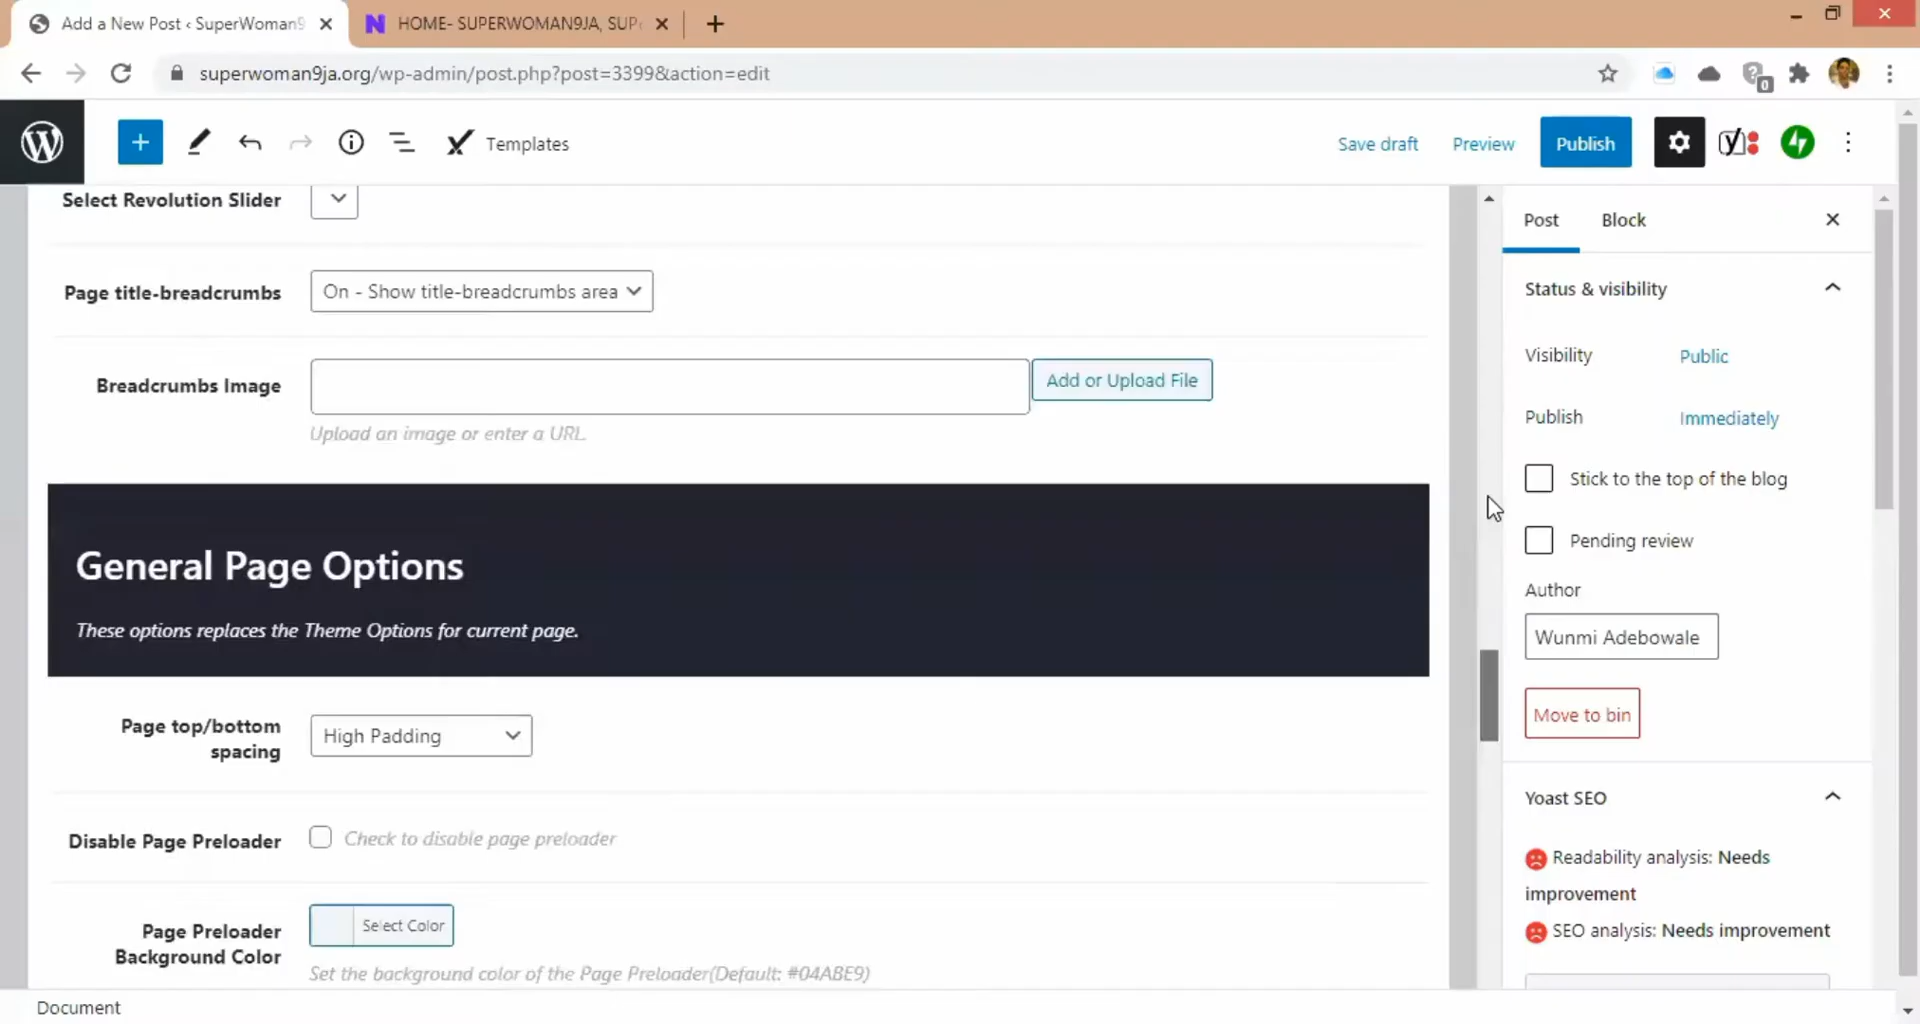 Add a New Post ‹ SuperWoman9
HOME- SUPERWOMAN9JA, SUP
superwoman9ja.org/wp-admin/post.php?post=3399&action=edit
0
Templates
Save draft
Preview
Publish
Select Revolution Slider
Page title-breadcrumbs
On - Show title-breadcrumbs area
Breadcrumbs Image
Add or Upload File
Upload an image or enter a URL.
General Page Options
These options replaces the Theme Options for current page.
Page top/bottom
spacing
High Padding
Disable Page Preloader
Check to disable page preloader
Page Preloader
Background Color
Select Color
Set the background color of the Page Preloader(Default: #04ABE9)
Post
Block
Status & visibility
Visibility
Public
Publish
Immediately
Stick to the top of the blog
Pending review
Author
Wunmi Adebowale
Move to bin
Yoast SEO
Readability analysis: Needs
improvement
SEO analysis: Needs improvement
Document